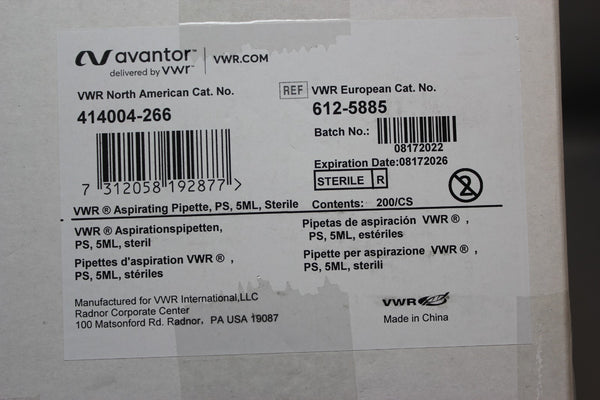 avantor™ | VWR.COM
delivered by vwr™
VWR North American Cat. No.
414004-266
REF VWR European Cat. No.
612-5885
Batch No.:
08172022
Expiration Date:08172026
STERILE R
2
7 312058 192877 >
VWR ® Aspirating Pipette, PS, 5ML, Sterile Contents: 200/CS
VWR ® Aspirationspipetten,
PS, 5ML, steril
Pipettes d'aspiration VWR ® ,
PS, 5ML, stériles
Pipetas de aspiración VWR ® ,
PS, 5ML, estériles
Pipette per aspirazione VWR ® ,
PS, 5ML, sterili
Manufactured for VWR International,LLC
Radnor Corporate Center
100 Matsonford Rd. Radnor, PA USA 19087
VWR
Made in China